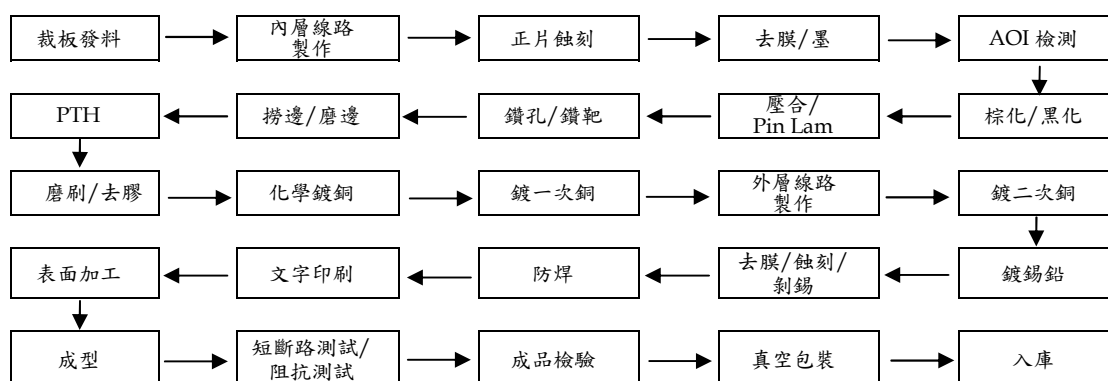 裁板發料
內層線路
製作
正片蝕刻
去膜/墨
AOI 檢測
PTH
撈邊/磨邊
鑽孔/鑽靶
壓合/
Pin Lam
棕化/黑化
磨刷/去膠
化學鍍銅
鍍一次銅
外層線路
製作
鍍二次銅
表面加工
文字印刷
防焊
去膜/蝕刻/
剝錫
鍍錫鉛
成型
短斷路測試/
阻抗測試
成品檢驗
真空包裝
入庫